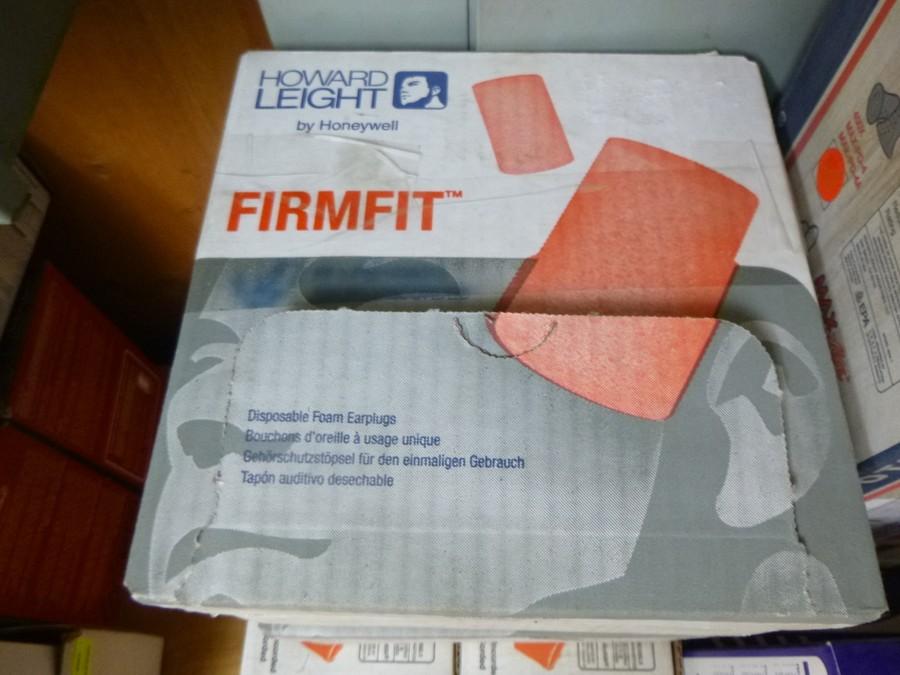 HOWARD
LEIGHT
by Honeywell
FIRMFIT™
Disposable Foam Earplugs
Bouchons d'oreille à usage unique
Gehörschutzstöpsel für den einmaligen Gebrauch
Tapón auditivo desechable
EPA